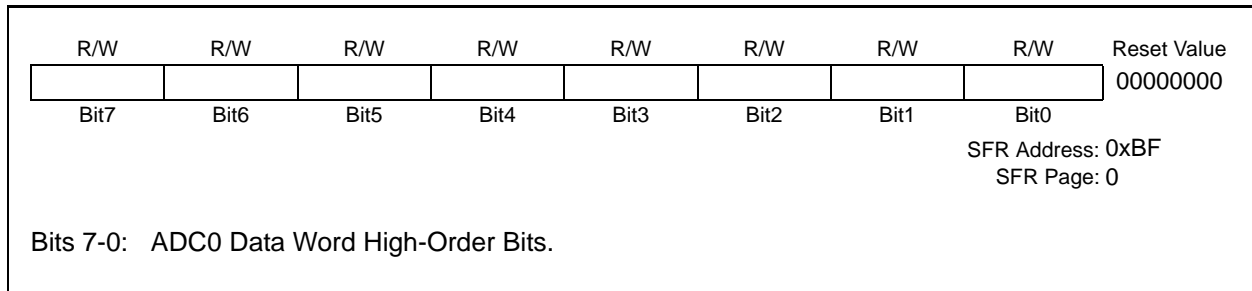 R/W R/W R/W R/W R/W R/W R/W R/W Reset Value
00000000
Bit7 Bit6 Bit5 Bit4 Bit3 Bit2 Bit1 Bit0
SFR Address: 0xBF
SFR Page: 0
Bits 7-0: ADC0 Data Word High-Order Bits.